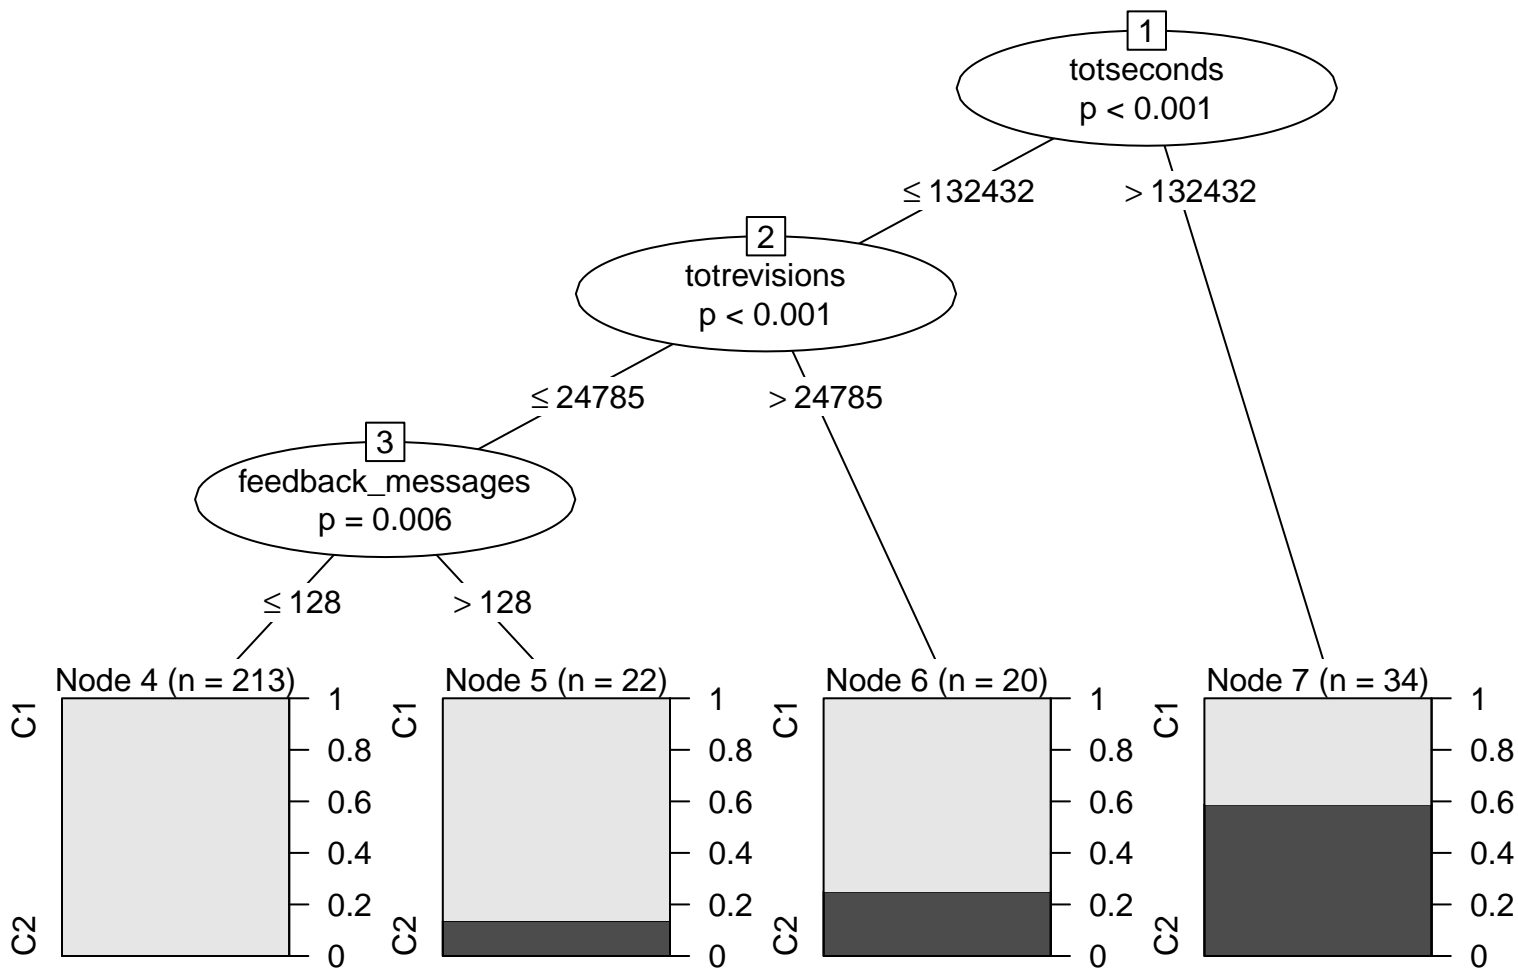 1
totseconds
p < 0.001
≤ 132432
> 132432
2
totrevisions
p < 0.001
≤ 24785
> 24785
3
feedback_messages
p = 0.006
≤ 128
> 128
Node 4 (n = 213)
C1
C2
1
0.8
0.6
0.4
0.2
0
Node 5 (n = 22)
C1
C2
1
0.8
0.6
0.4
0.2
0
Node 6 (n = 20)
C1
C2
1
0.8
0.6
0.4
0.2
0
Node 7 (n = 34)
C1
C2
1
0.8
0.6
0.4
0.2
0